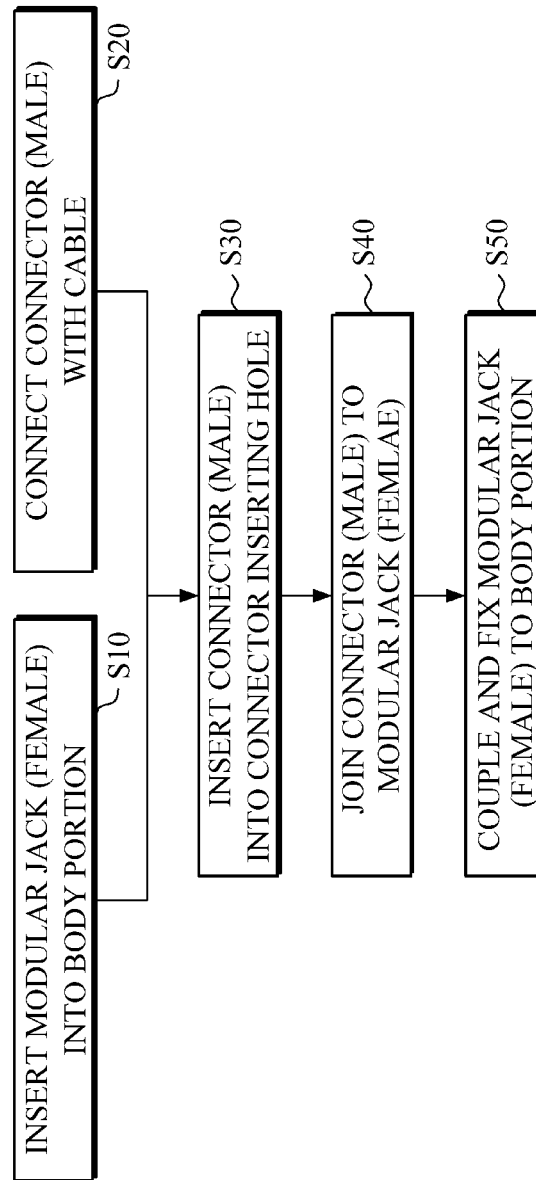 INSERT MODULAR JACK (FEMALE)
INTO BODY PORTION
S10
CONNECT CONNECTOR (MALE)
WITH CABLE
S20
INSERT CONNECTOR (MALE)
INTO CONNECTOR INSERTING HOLE
S30
JOIN CONNECTOR (MALE) TO
MODULAR JACK (FEMLAE)
S40
COUPLE AND FIX MODULAR JACK
(FEMALE) TO BODY PORTION
S50